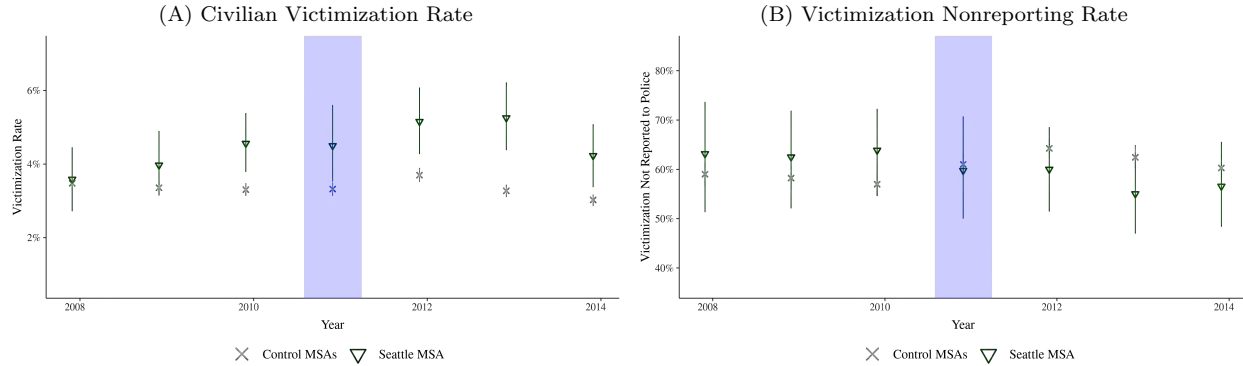 (A) Civilian Victimization Rate
Victimization Rate
6%
4%
2%
2008 2010 2012 2014
Year
Control MSAs Seattle MSA
(B) Victimization Nonreporting Rate
Victimization Not Reported to Police
80%
70%
60%
50%
40%
2008 2010 2012 2014
Year
Control MSAs Seattle MSA